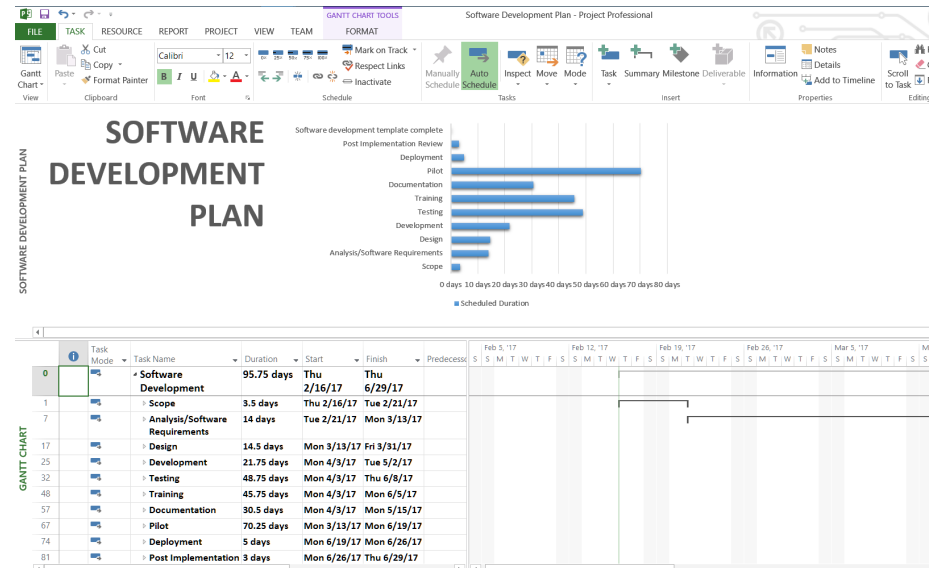 GANTT CHART TOOLS
Software Development Plan - Project Professional
FILE TASK RESOURCE REPORT PROJECT VIEW TEAM FORMAT
Gantt Chart
View
Paste
Cut
Copy
Format Painter
Clipboard
Calibri 12
B I U A
Font
0% 25% 50% 75% 100%
Mark on Track
Respect Links
Inactivate
Schedule
Manually Schedule
Auto Schedule
Inspect
Move
Mode
Tasks
Task
Summary
Milestone
Deliverable
Insert
Information
Notes
Details
Add to Timeline
Properties
Scroll to Task
Editing
SOFTWARE DEVELOPMENT PLAN
SOFTWARE
DEVELOPMENT
PLAN
Software development template complete
Post Implementation Review
Deployment
Pilot
Documentation
Training
Testing
Development
Design
Analysis/Software Requirements
Scope
0 days 10 days 20 days 30 days 40 days 50 days 60 days 70 days 80 days
Scheduled Duration
GANTT CHART
Task Mode Task Name Duration Start Finish
Feb 5, '17 Feb 12, '17 Feb 19, '17 Feb 26, '17 Mar 5, '17
S S M T W T F S S M T W T F S S M T W T F S S M T W T F S S M T W T F S S
0 Software Development 95.75 days Thu 2/16/17 Thu 6/29/17
1 Scope 3.5 days Thu 2/16/17 Tue 2/21/17
7 Analysis/Software Requirements 14 days Tue 2/21/17 Mon 3/13/17
17 Design 14.5 days Mon 3/13/17 Fri 3/31/17
25 Development 21.75 days Mon 4/3/17 Tue 5/2/17
32 Testing 48.75 days Mon 4/3/17 Thu 6/8/17
48 Training 45.75 days Mon 4/3/17 Mon 6/5/17
57 Documentation 30.5 days Mon 4/3/17 Mon 5/15/17
67 Pilot 70.25 days Mon 3/13/17 Mon 6/19/17
74 Deployment 5 days Mon 6/19/17 Mon 6/26/17
81 Post Implementation 3 days Mon 6/26/17 Thu 6/29/17